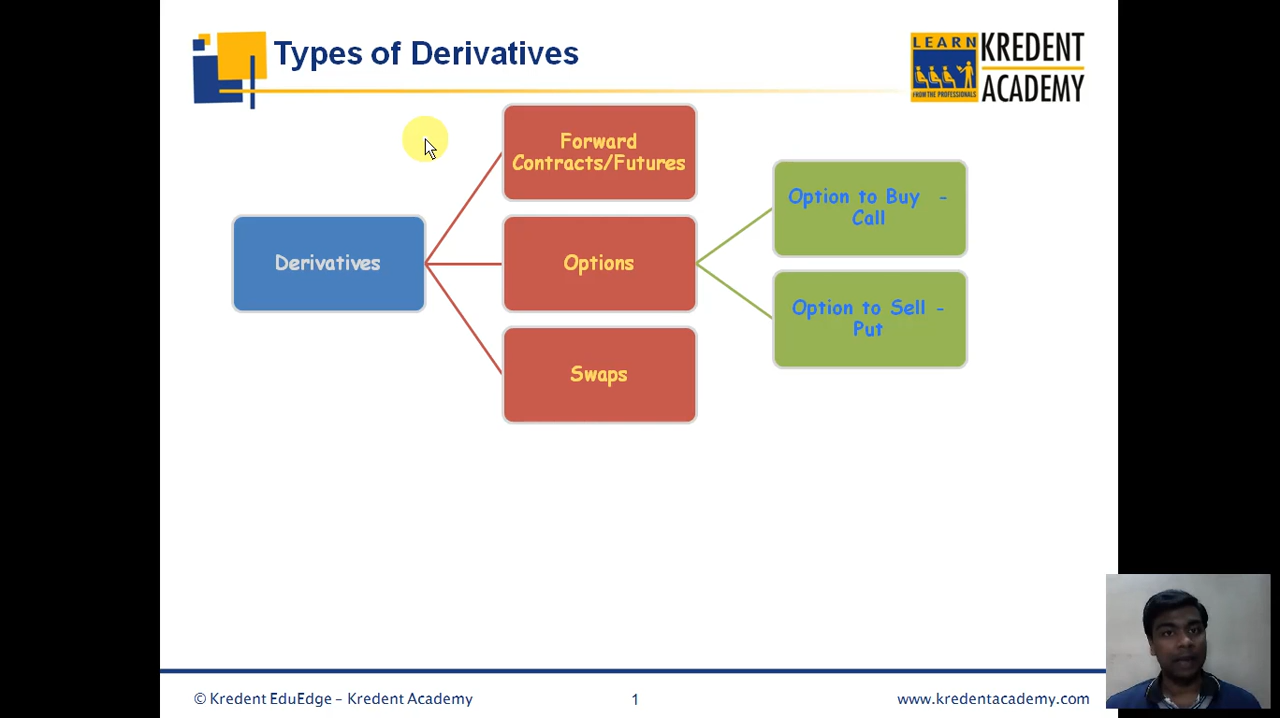 Types of Derivatives
LEARN
FROM THE PROFESSIONALS
KREDENT
ACADEMY
Forward
Contracts/Futures
Derivatives
Options
Swaps
Option to Buy -
Call
Option to Sell -
Put
© Kredent EduEdge – Kredent Academy
1
www.kredentacademy.com